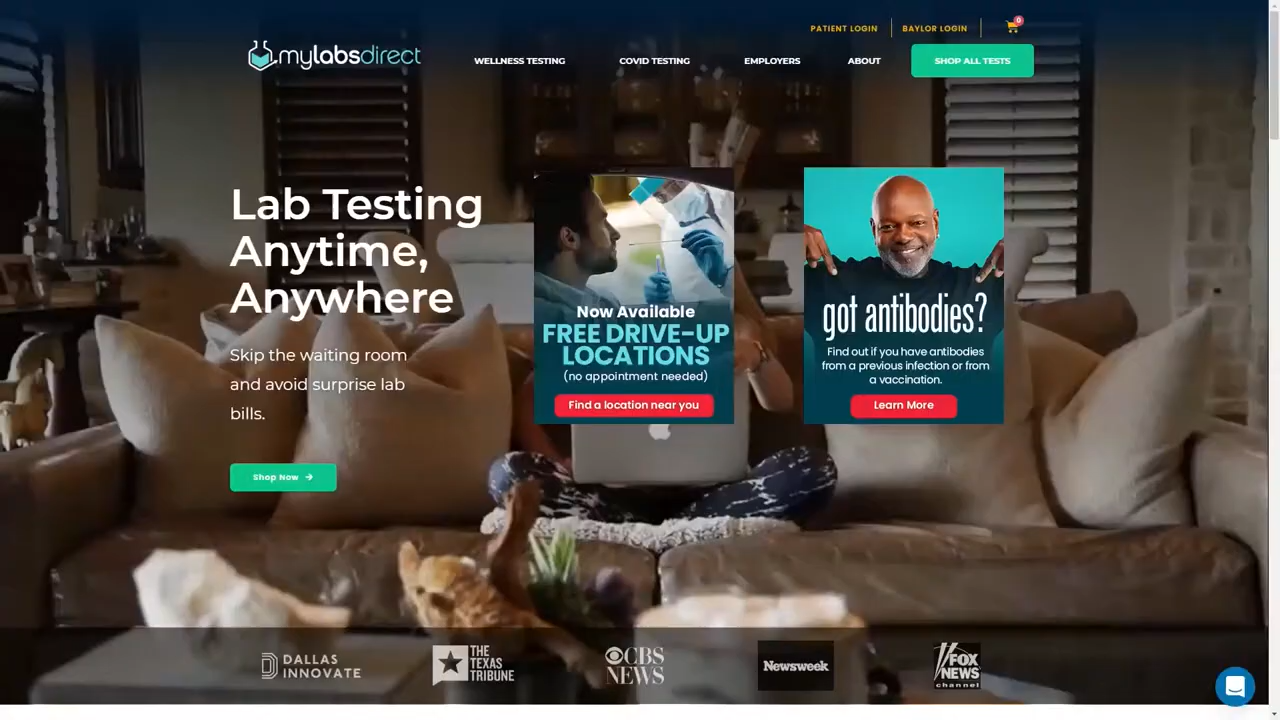 PATIENT LOGIN
BAYLOR LOGIN
0
mylabsdirect
WELLNESS TESTING
COVID TESTING
EMPLOYERS
ABOUT
SHOP ALL TESTS
Lab Testing
Anytime,
Anywhere
Skip the waiting room
and avoid surprise lab
bills.
Shop Now
Now Available
FREE DRIVE-UP
LOCATIONS
(no appointment needed)
Find a location near you
got antibodies?
Find out if you have antibodies
from a previous infection or from
a vaccination.
Learn More
DALLAS
INNOVATE
THE
TEXAS
TRIBUNE
CBS
NEWS
Newsweek
FOX
NEWS
channel